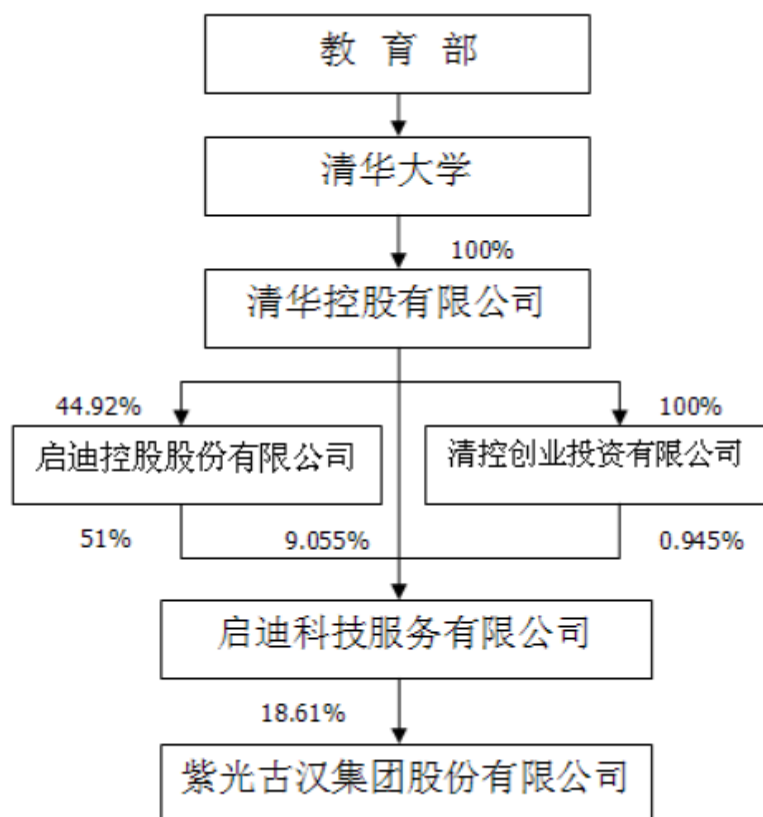 教 育 部
清华大学
100%
清华控股有限公司
44.92%
100%
启迪控股股份有限公司
清控创业投资有限公司
51%
9.055%
0.945%
启迪科技服务有限公司
18.61%
紫光古汉集团股份有限公司